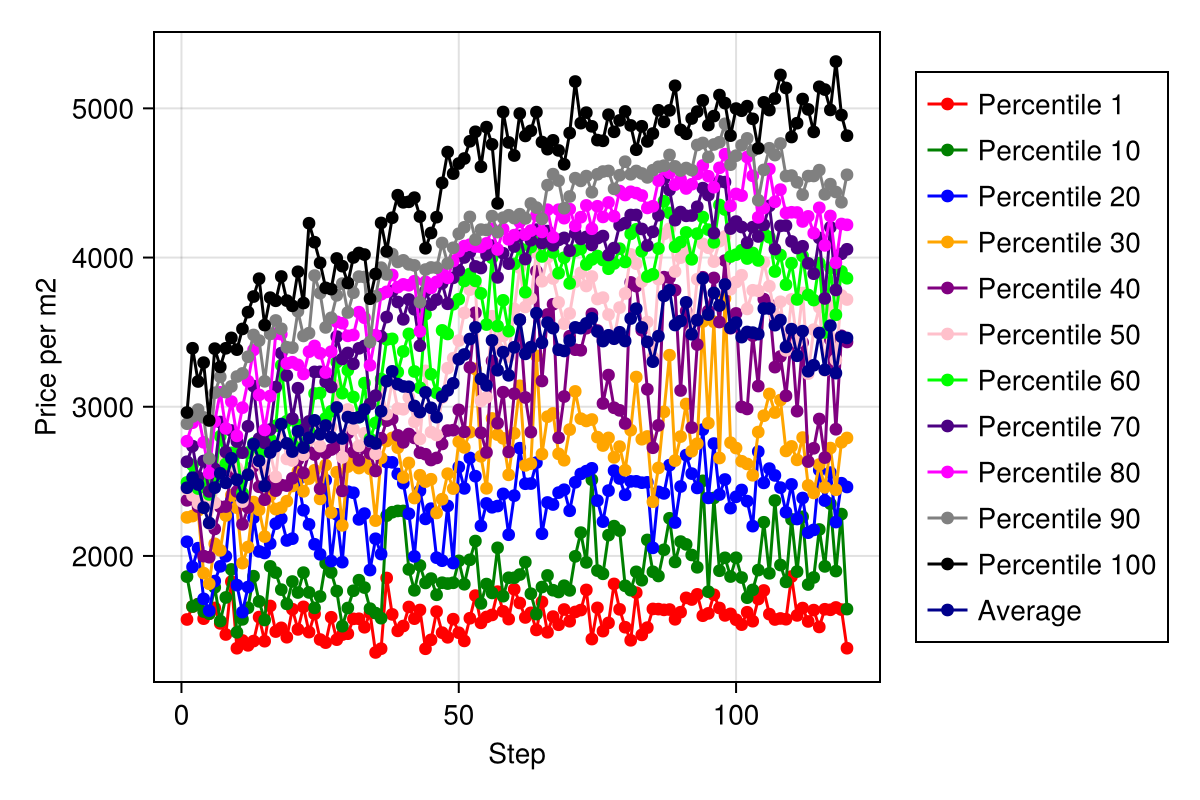 Price per m2
5000
4000
3000
2000
0
50
100
Step
Percentile 1
Percentile 10
Percentile 20
Percentile 30
Percentile 40
Percentile 50
Percentile 60
Percentile 70
Percentile 80
Percentile 90
Percentile 100
Average